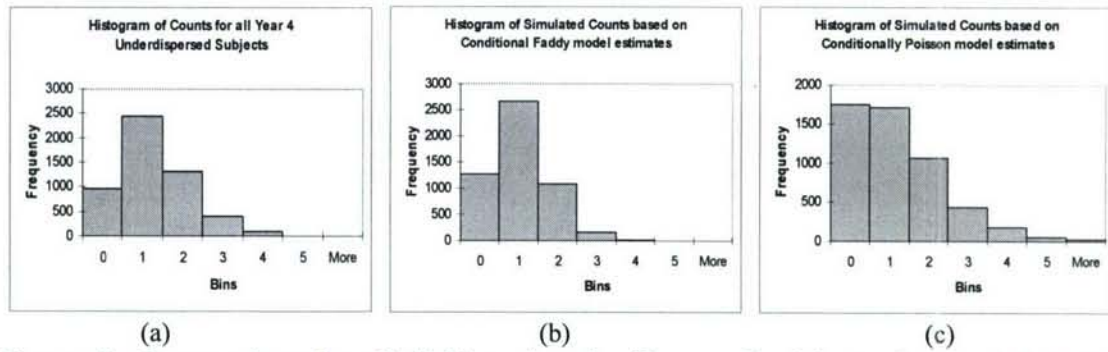 Histogram of Counts for all Year 4
Underdispersed Subjects
3000
2500
2000
1500
1000
500
0
Frequency
0 1 2 3 4 5 More
Bins
(a)
Histogram of Simulated Counts based on
Conditional Faddy model estimates
3000
2500
2000
1500
1000
500
0
Frequency
0 1 2 3 4 5 More
Bins
(b)
Histogram of Simulated Counts based on
Conditionally Poisson model estimates
2000
1500
1000
500
0
Frequency
0 1 2 3 4 5 More
Bins
(c)